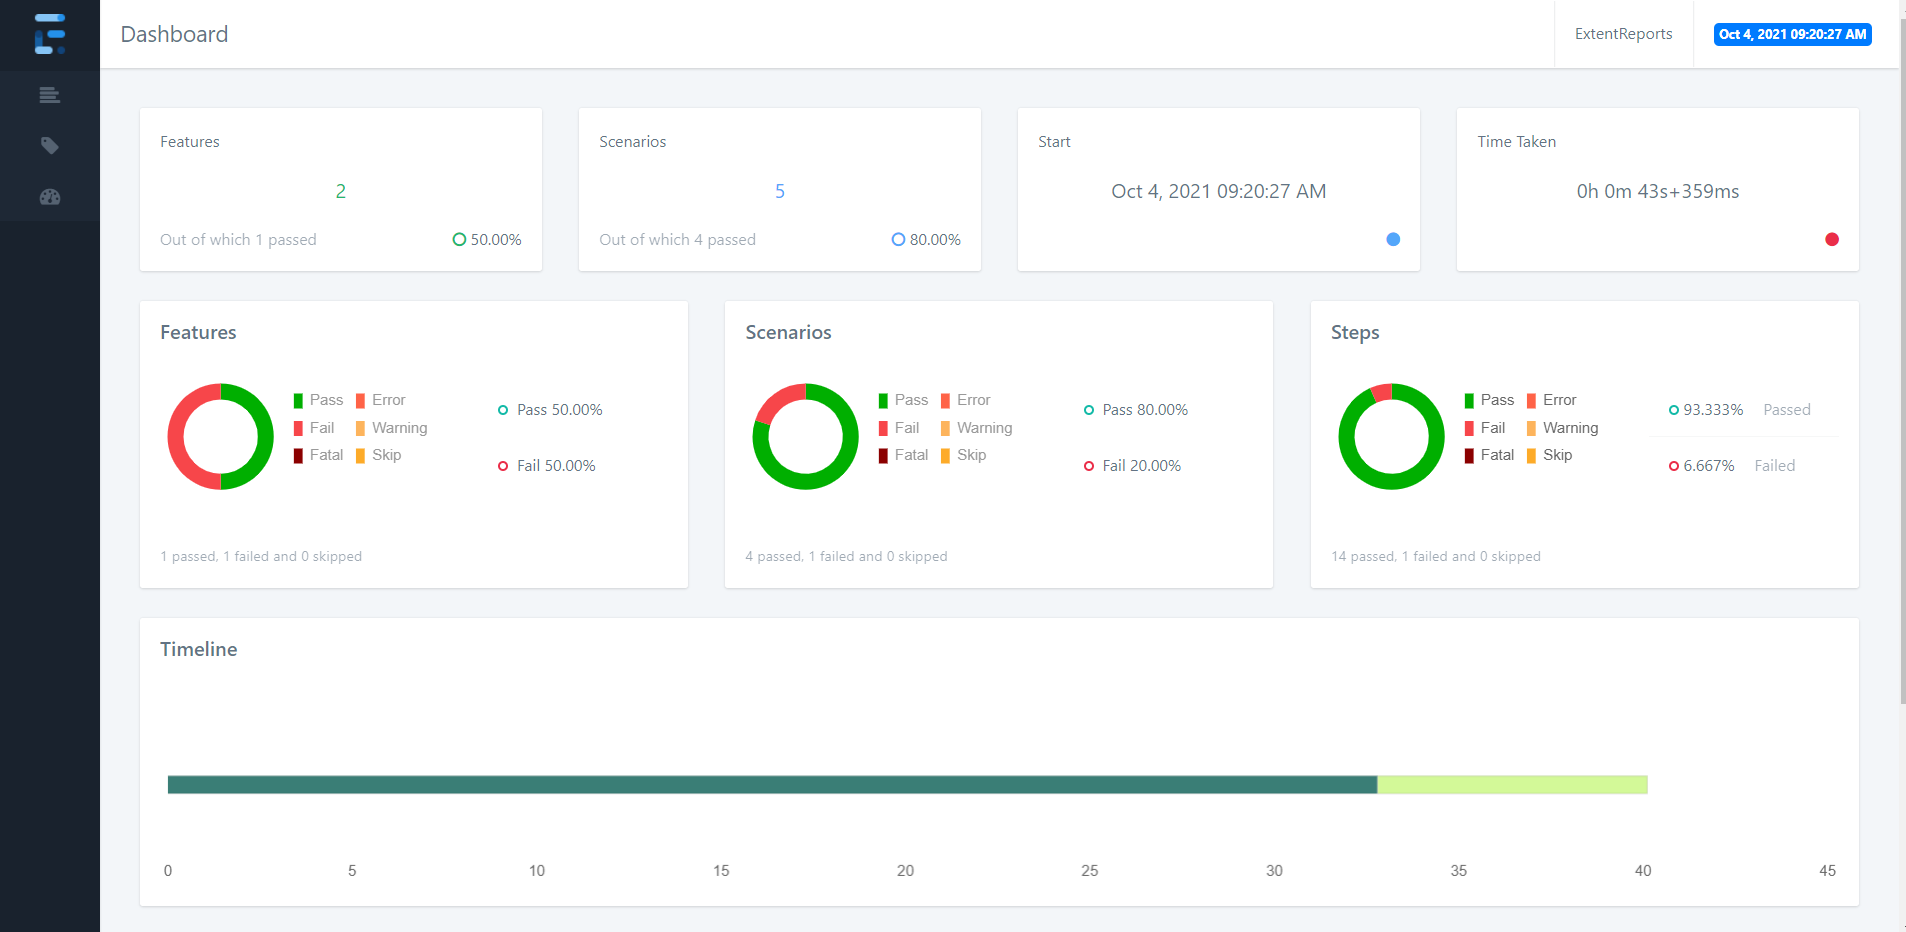 Dashboard
ExtentReports
Oct 4, 2021 09:20:27 AM
Features
2
Out of which 1 passed
50.00%
Scenarios
5
Out of which 4 passed
80.00%
Start
Oct 4, 2021 09:20:27 AM
Time Taken
0h 0m 43s+359ms
Features
Pass Error
Fail Warning
Fatal Skip
Pass 50.00%
Fail 50.00%
1 passed, 1 failed and 0 skipped
Scenarios
Pass Error
Fail Warning
Fatal Skip
Pass 80.00%
Fail 20.00%
4 passed, 1 failed and 0 skipped
Steps
Pass Error
Fail Warning
Fatal Skip
93.333% Passed
6.667% Failed
14 passed, 1 failed and 0 skipped
Timeline
0 5 10 15 20 25 30 35 40 45